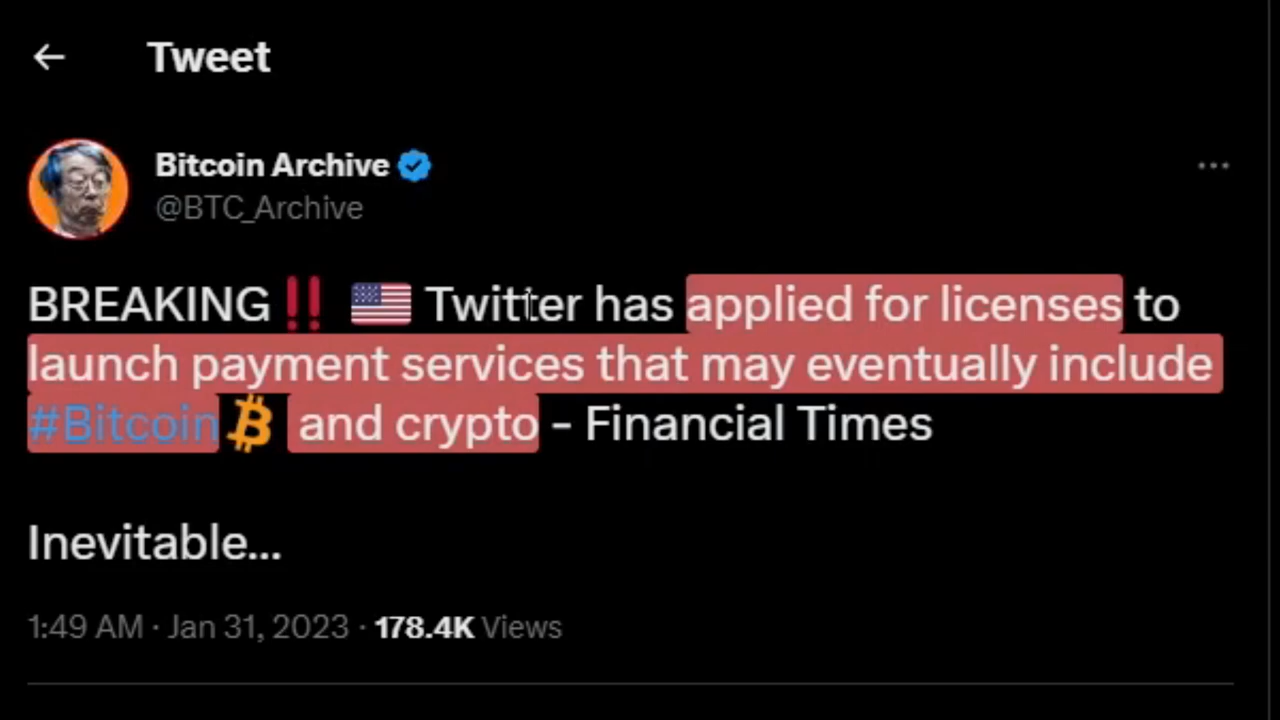 Tweet
Bitcoin Archive
@BTC_Archive
BREAKING‼️ 🇺🇸 Twitter has applied for licenses to
launch payment services that may eventually include
#Bitcoin and crypto - Financial Times
Inevitable...
1:49 AM · Jan 31, 2023 · 178.4K Views